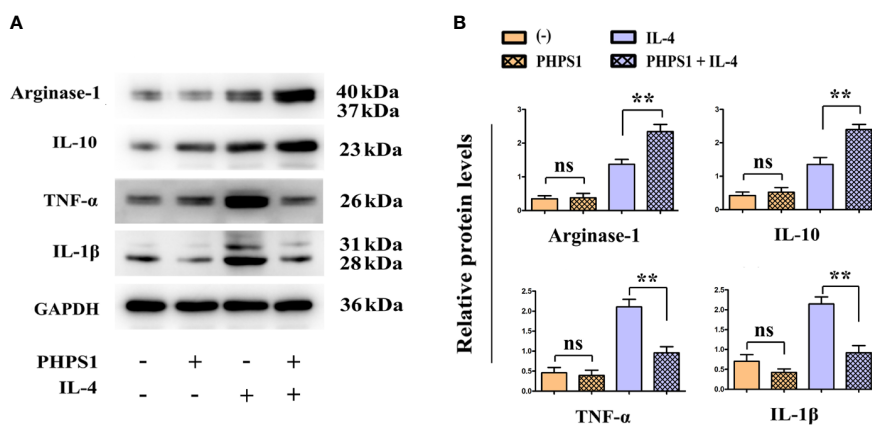 A
Arginase-1 40 kDa
37 kDa
IL-10 23 kDa
TNF-α 26 kDa
IL-1β 31 kDa
28 kDa
GAPDH 36 kDa
PHPS1 - + - +
IL-4 - - + +
B
(-) IL-4
PHPS1 PHPS1 + IL-4
Relative protein levels
3
2
1
0
ns
**
Arginase-1
3
2
1
0
ns
**
IL-10
2.5
2.0
1.5
1.0
0.5
0.0
ns
**
TNF-α
2.5
2.0
1.5
1.0
0.5
0.0
ns
**
IL-1β